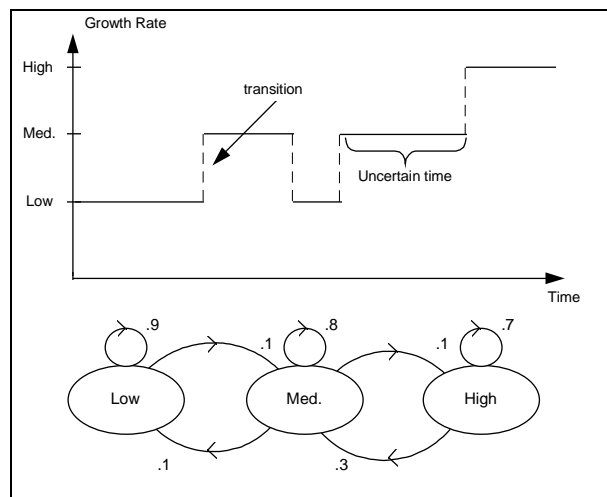 Growth Rate
High
transition
Med.
Uncertain time
Low
Time
.9
.1
.8
.1
.7
Low
Med.
High
.1
.3